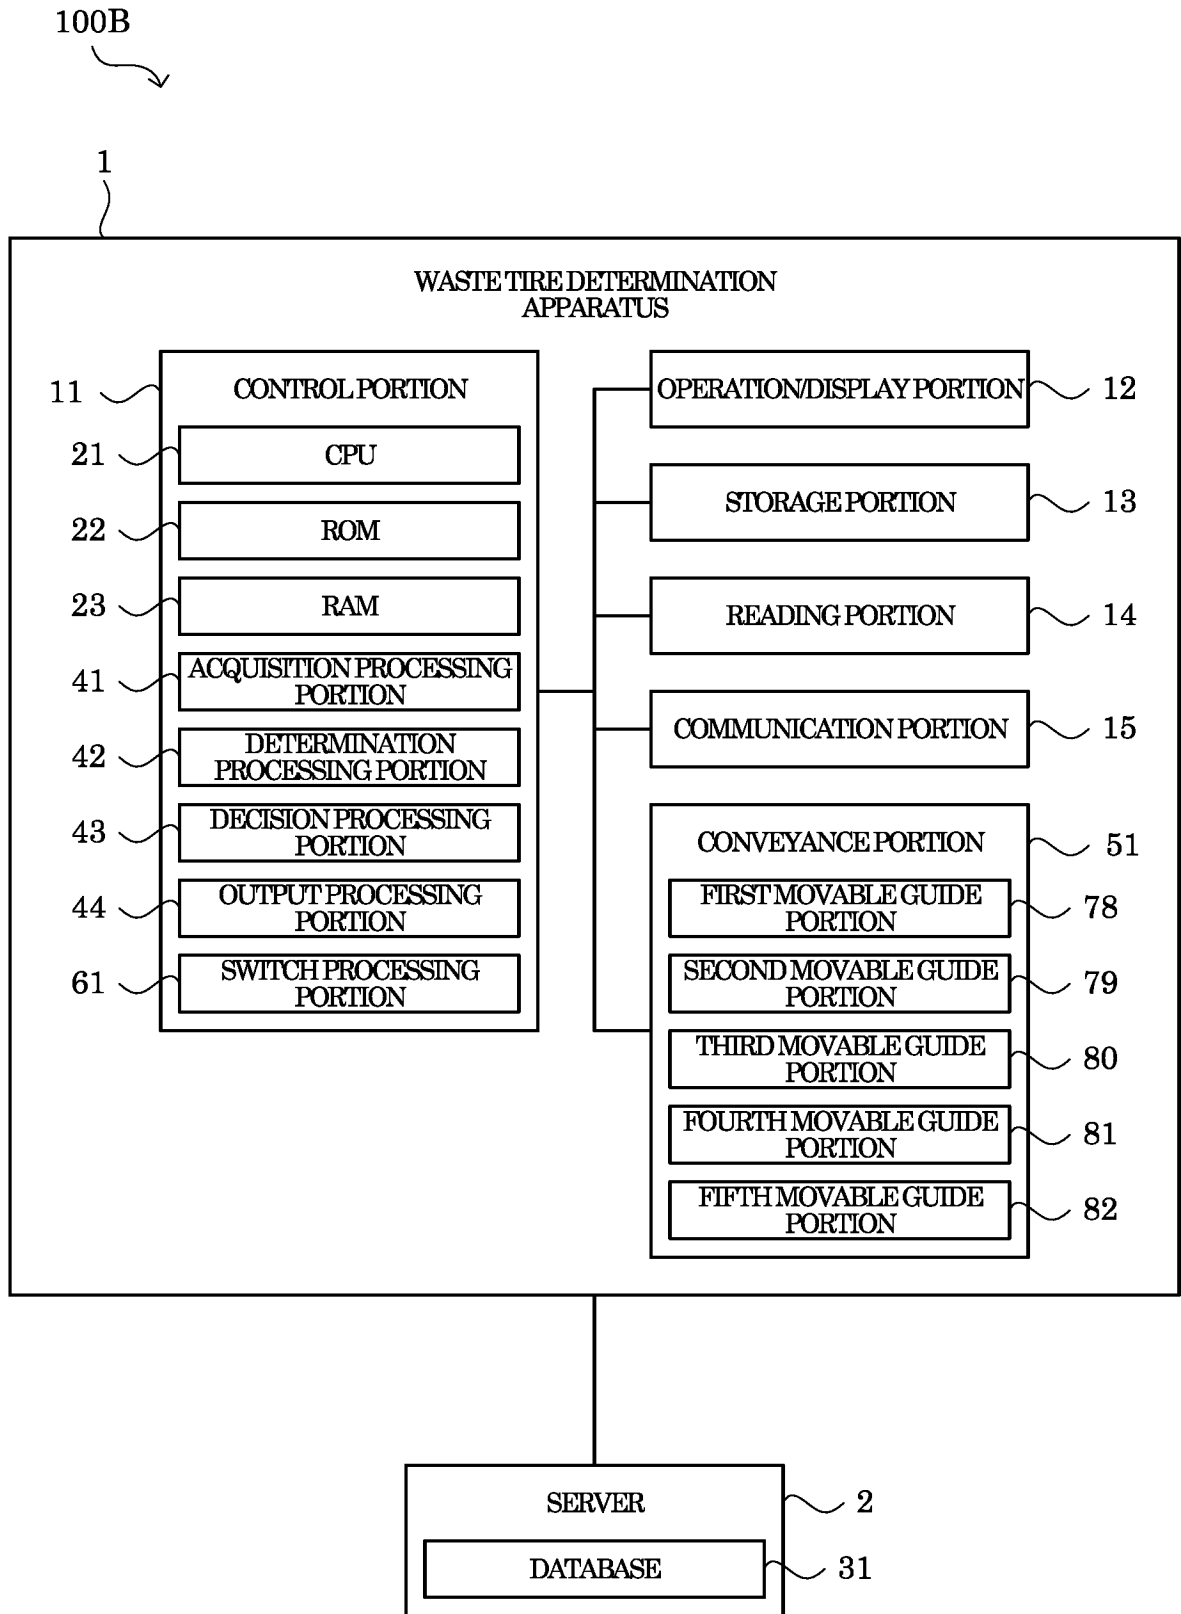 100B
1
WASTE TIRE DETERMINATION
APPARATUS
11
CONTROL PORTION
21
CPU
22
ROM
23
RAM
41
ACQUISITION PROCESSING
PORTION
42
DETERMINATION
PROCESSING PORTION
43
DECISION PROCESSING
PORTION
44
OUTPUT PROCESSING
PORTION
61
SWITCH PROCESSING
PORTION
OPERATION/DISPLAY PORTION
12
STORAGE PORTION
13
READING PORTION
14
COMMUNICATION PORTION
15
CONVEYANCE PORTION
51
FIRST MOVABLE GUIDE
PORTION
78
SECOND MOVABLE GUIDE
PORTION
79
THIRD MOVABLE GUIDE
PORTION
80
FOURTH MOVABLE GUIDE
PORTION
81
FIFTH MOVABLE GUIDE
PORTION
82
SERVER
2
DATABASE
31